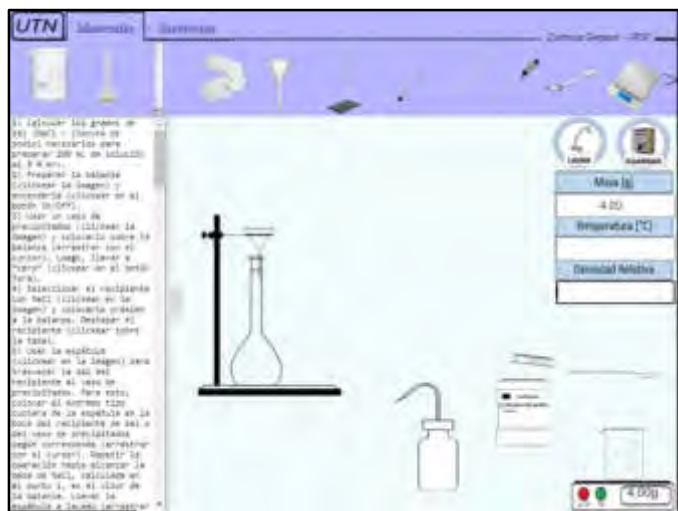 UTN
Materiales
Sustancias
1) Calcular los gramos de
sal (NaCl - Cloruro de
sodio) necesarios para
preparar 200 mL de solución
2) Preparar la balanza
(clickear la imagen) y
encenderla (clickear en el
botón On/Off).
3) Usar un vaso de
precipitados (clickear la
imagen) y colocarlo sobre la
balanza (arrastrar con el
cursor). Luego, llevar a
"cero" (clickear en el botón
Tara).
4) Seleccionar el recipiente
con NaCl (clickear en la
imagen) y colocarlo próximo
a la balanza. Destapar el
recipiente (clickear sobre
la tapa).
5) Usar la espátula
(clickear en la imagen) para
trasvasar la sal del
recipiente al vaso de
precipitados. Para esto,
colocar el extremo tipo
cuchara de la espátula en la
boca del recipiente de sal o
del vaso de precipitados
según corresponda (arrastrar
con el cursor). Repetir la
operación hasta alcanzar la
masa de NaCl, calculada en
el punto 1, en el visor de
la balanza. Llevar la
espátula a lavado (arrastrar
LAVAR
GUARDAR
Masa [g]
4.00
Temperatura [°C]
Densidad Relativa
4.00g